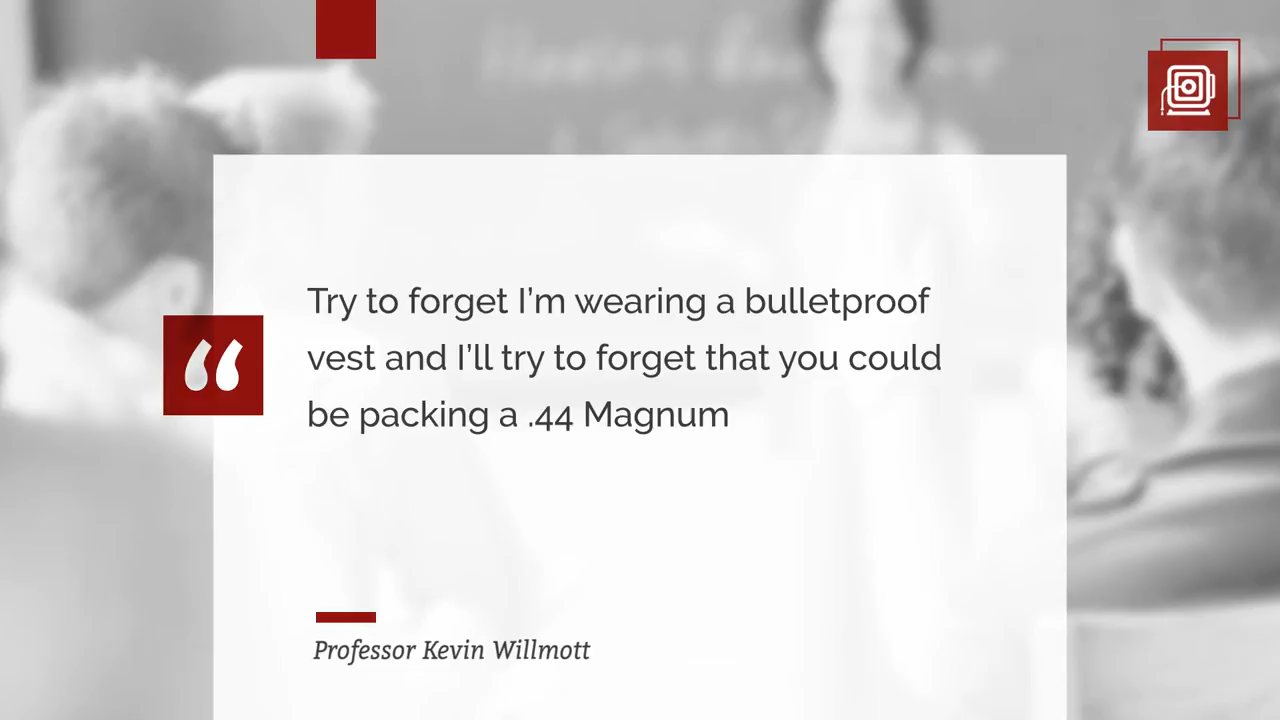 “
Try to forget I’m wearing a bulletproof
vest and I’ll try to forget that you could
be packing a .44 Magnum
Professor Kevin Willmott